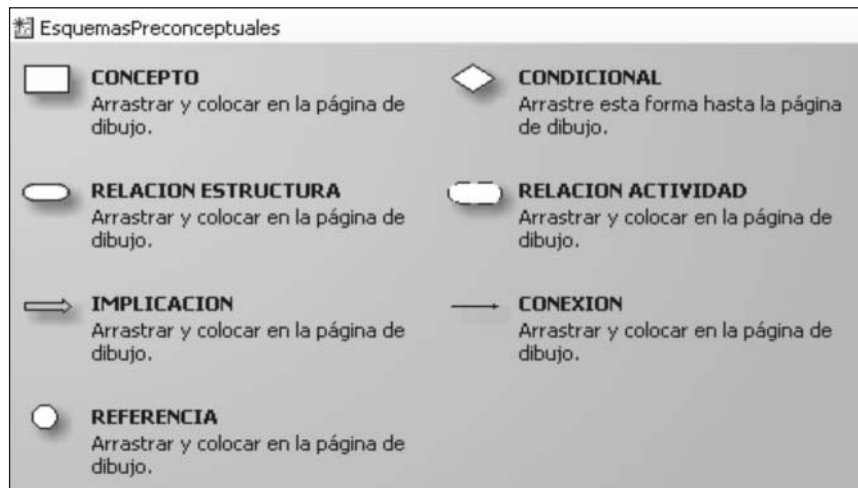 EsquemasPreconceptuales
CONCEPTO
Arrastrar y colocar en la página de
dibujo.
CONDICIONAL
Arrastre esta forma hasta la página
de dibujo.
RELACION ESTRUCTURA
Arrastrar y colocar en la página de
dibujo.
RELACION ACTIVIDAD
Arrastrar y colocar en la página de
dibujo.
IMPLICACION
Arrastrar y colocar en la página de
dibujo.
CONEXION
Arrastrar y colocar en la página de
dibujo.
REFERENCIA
Arrastrar y colocar en la página de
dibujo.